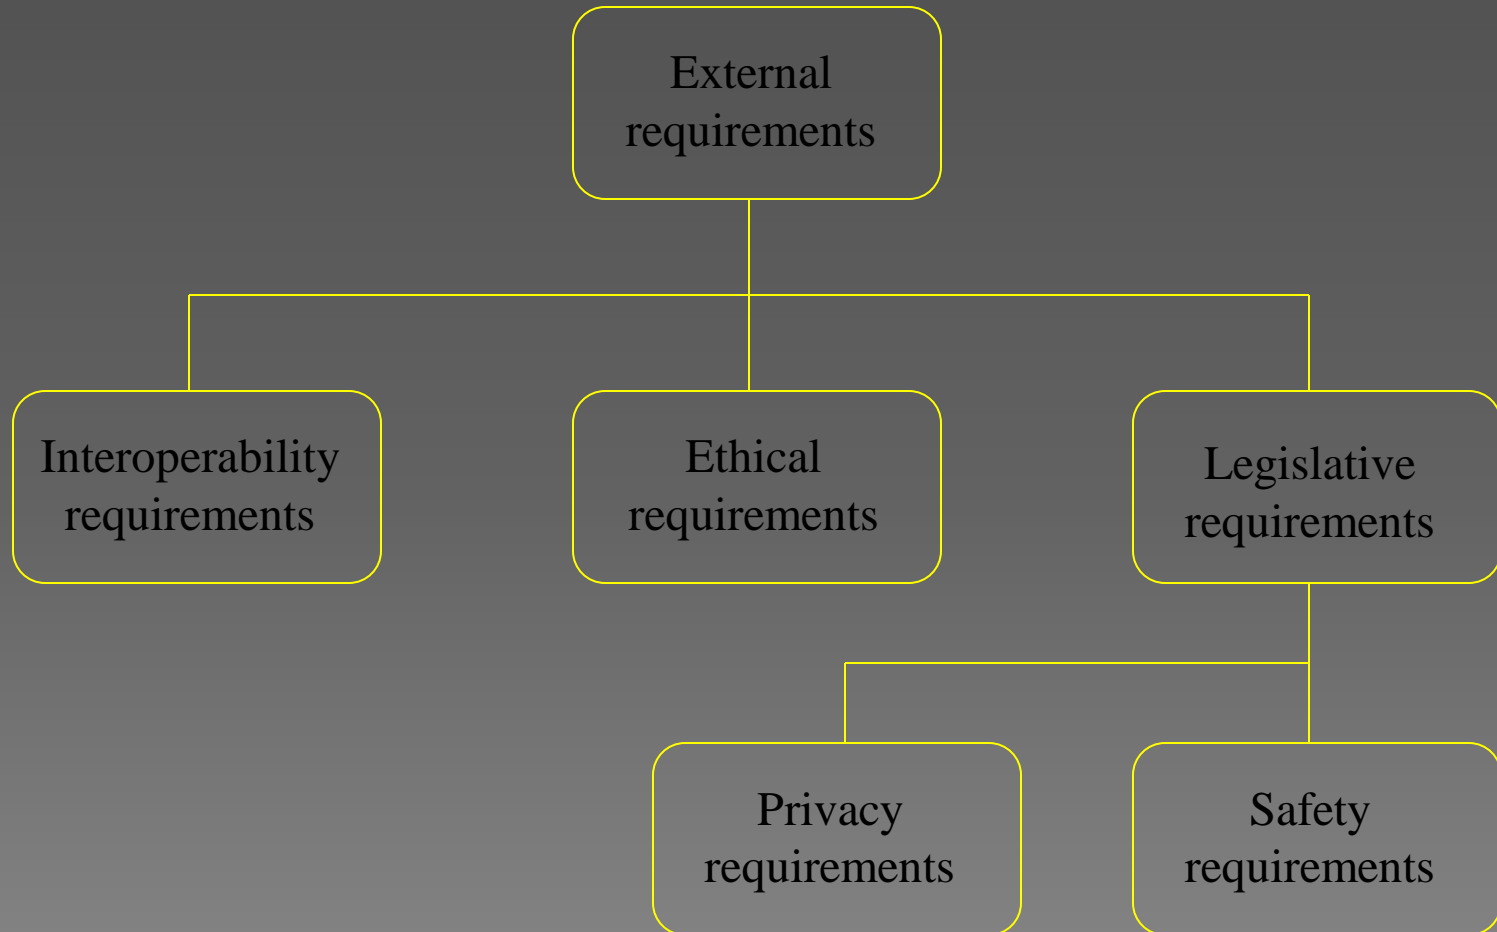 External
requirements
Interoperability
requirements
Ethical
requirements
Legislative
requirements
Privacy
requirements
Safety
requirements